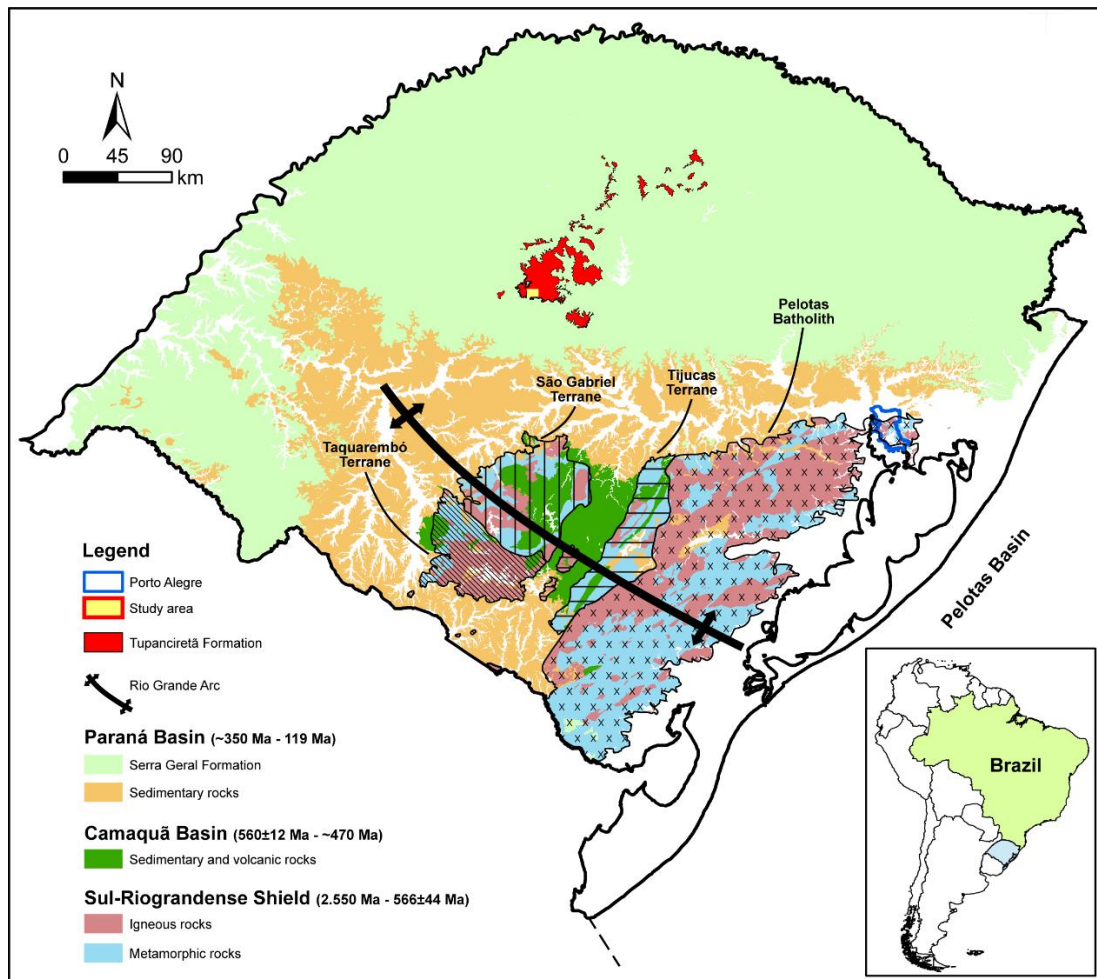 N
0 45 90
km
Pelotas
Batholith
São Gabriel
Terrane
Tijucas
Terrane
Taquarembó
Terrane
Pelotas Basin
Legend
Porto Alegre
Study area
Tupanciretã Formation
Rio Grande Arc
Paraná Basin (~350 Ma - 119 Ma)
Serra Geral Formation
Sedimentary rocks
Camaquã Basin (560±12 Ma - ~470 Ma)
Sedimentary and volcanic rocks
Sul-Riograndense Shield (2.550 Ma - 566±44 Ma)
Igneous rocks
Metamorphic rocks
Brazil